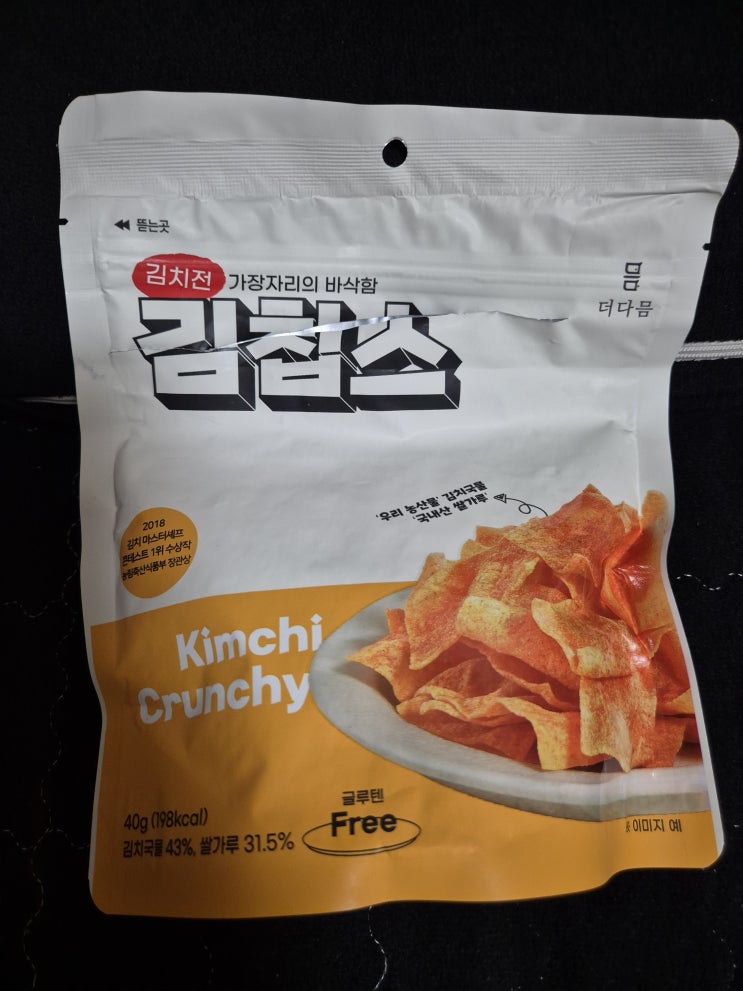 뜯는곳
김치전 가장자리의 바삭함
김칩스
더다믐
'우리 농산물' 김치국물
'국내산 쌀가루'
2018
김치 마스터셰프
콘테스트 1위 수상작
농림축산식품부 장관상
Kimchi
Crunchy
40g (198kcal)
김치국물 43%, 쌀가루 31.5%
글루텐
Free
이미지 예